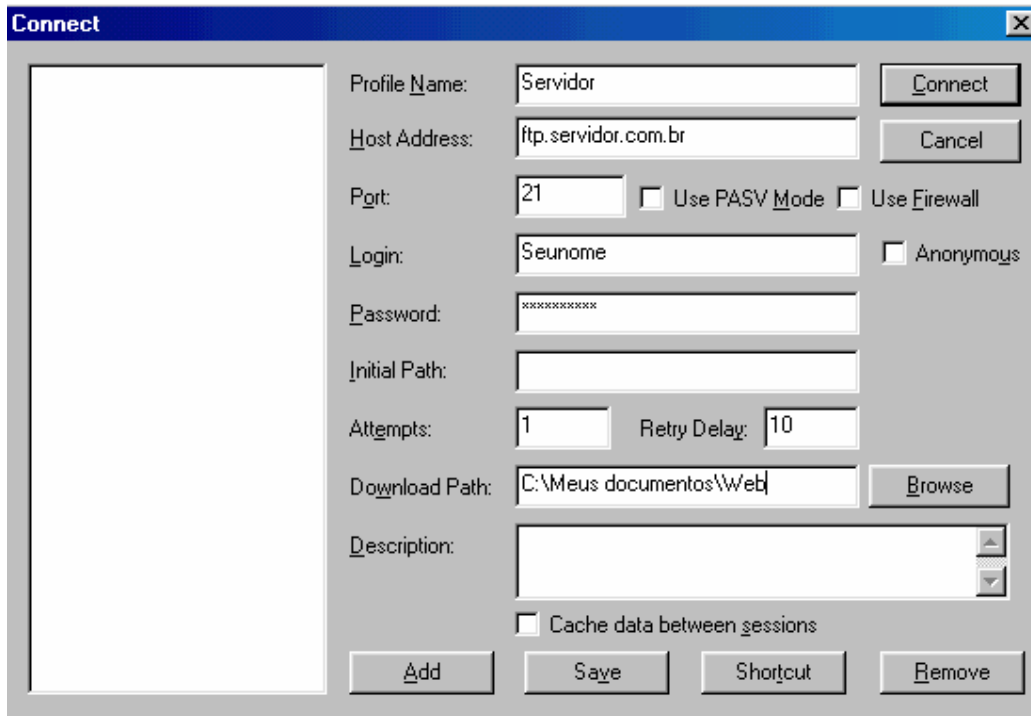 Connect
Profile Name: Servidor Connect
Host Address: ftp.servidor.com.br Cancel
Port: 21 Use PASV Mode Use Firewall
Login: Seunome Anonymous
Password: **********
Initial Path:
Attempts: 1 Retry Delay: 10
Download Path: C:\Meus documentos\Web Browse
Description:
Cache data between sessions
Add Save Shortcut Remove